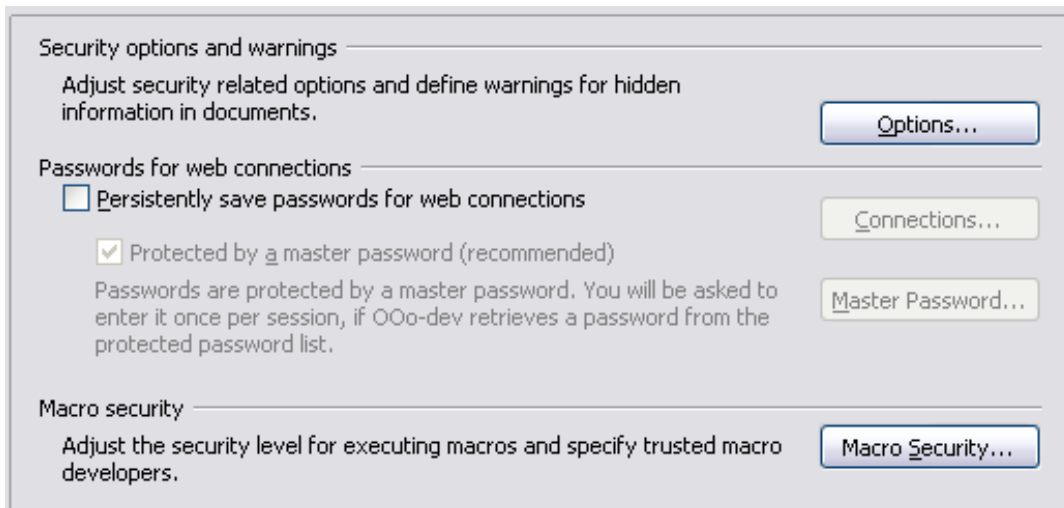 Security options and warnings
Adjust security related options and define warnings for hidden
information in documents.
Options...
Passwords for web connections
Persistently save passwords for web connections
Connections...
Protected by a master password (recommended)
Passwords are protected by a master password. You will be asked to
enter it once per session, if OOo-dev retrieves a password from the
protected password list.
Master Password...
Macro security
Adjust the security level for executing macros and specify trusted macro
developers.
Macro Security...